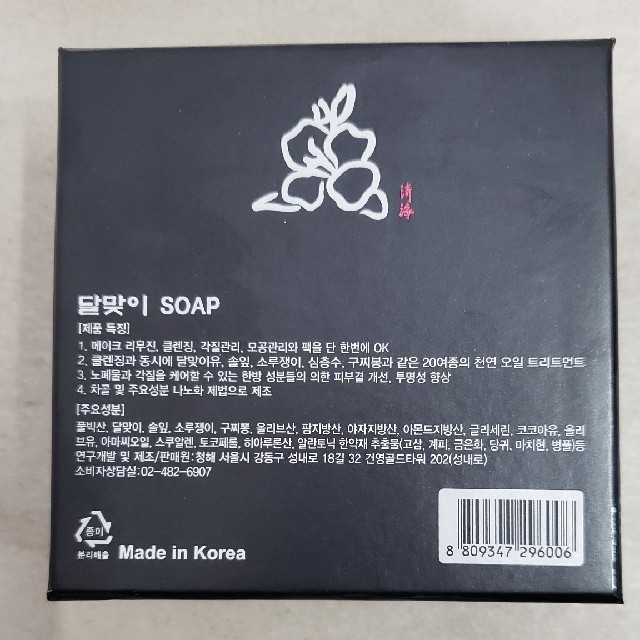 清海
달맞이 SOAP
[제품 특징]
1. 메이크 리무진, 클렌징, 각질관리, 모공관리와 팩을 단 한번에 OK
2. 클렌징과 동시에 달맞이유, 솔잎, 소루쟁이, 심층수, 구찌봉과 같은 20여종의 천연 오일 트리트먼트
3. 노폐물과 각질을 케어할 수 있는 한방 성분들의 의한 피부결 개선, 투명성 향상
4. 차콜 및 주요성분 나노화 제법으로 제조
[주요성분]
풀빅산, 달맞이, 솔잎, 소루쟁이, 구찌뽕, 올리브산, 팜지방산, 야자지방산, 아몬드지방산, 글리세린, 코코아유, 올리
브유, 아마씨오일, 스쿠알렌, 토코페롤, 히아루론산, 알란토닉 한약재 추출물(고삼, 계피, 금은화, 당귀, 마치현, 병풀)등
연구개발 및 제조/판매원:청해 서울시 강동구 성내로 18길 32 건영골드타워 202(성내로)
소비자상담실:02-482-6907
종이
분리배출 Made in Korea
8 809347 296006